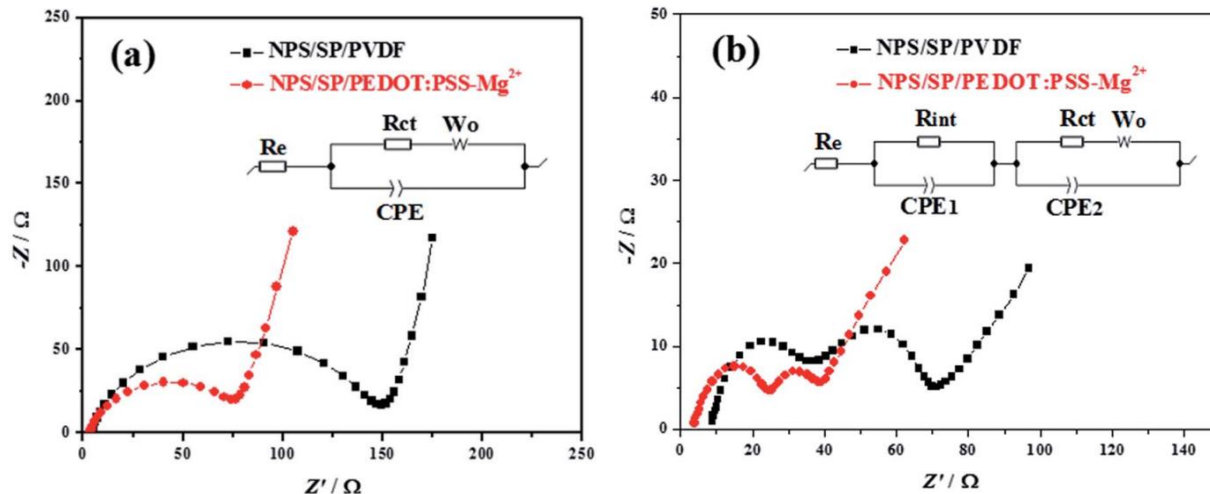 (a)
NPS/SP/PVDF
NPS/SP/PEDOT:PSS-Mg²⁺
Re
Rct
Wo
CPE
250
200
150
100
50
0
0
50
100
150
200
250
-Z / Ω
Z' / Ω
(b)
NPS/SP/PVDF
NPS/SP/PEDOT:PSS-Mg²⁺
Re
Rint
Rct
Wo
CPE1
CPE2
50
40
30
20
10
0
0
20
40
60
80
100
120
140
-Z / Ω
Z' / Ω